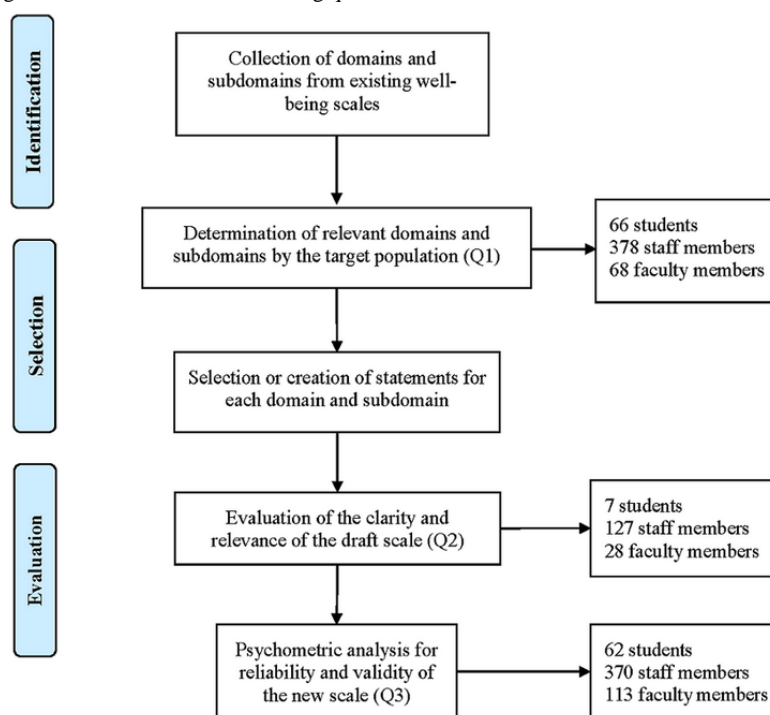 Identification
Collection of domains and
subdomains from existing well-
being scales
Determination of relevant domains and
subdomains by the target population (Q1)
66 students
378 staff members
68 faculty members
Selection
Selection or creation of statements for
each domain and subdomain
Evaluation
Evaluation of the clarity and
relevance of the draft scale (Q2)
7 students
127 staff members
28 faculty members
Psychometric analysis for
reliability and validity of
the new scale (Q3)
62 students
370 staff members
113 faculty members